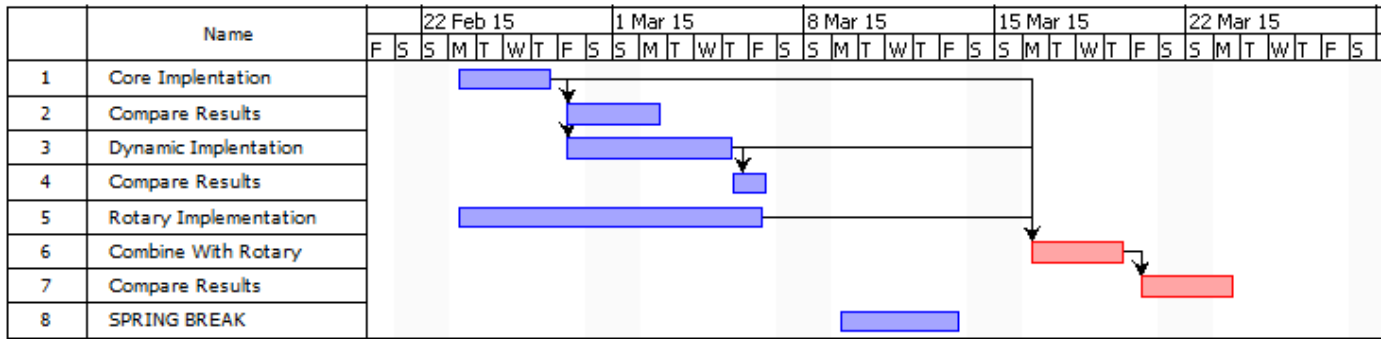 Name
22 Feb 15 1 Mar 15 8 Mar 15 15 Mar 15 22 Mar 15
F S S M T W T F S S M T W T F S S M T W T F S S M T W T F S S M T W T F S
1 Core Implentation
2 Compare Results
3 Dynamic Implentation
4 Compare Results
5 Rotary Implementation
6 Combine With Rotary
7 Compare Results
8 SPRING BREAK